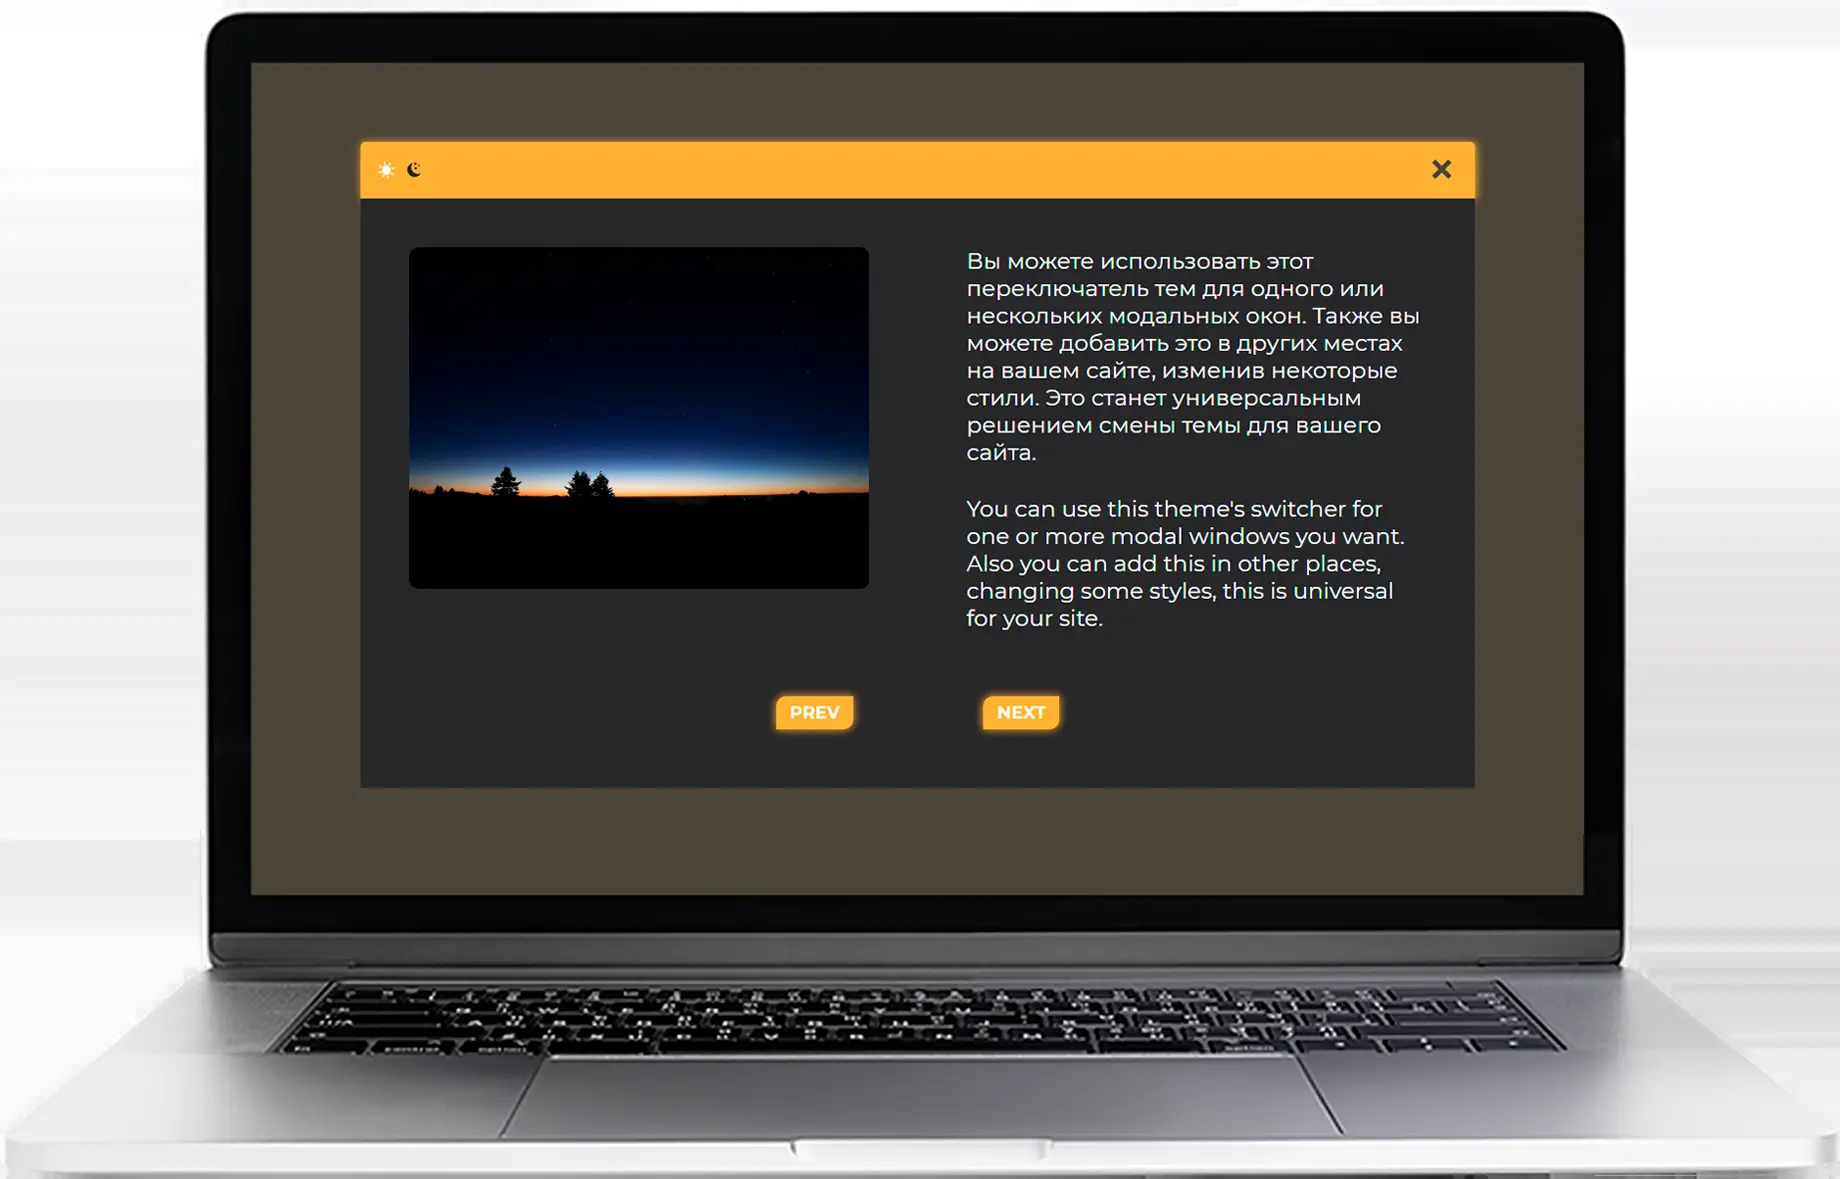 Вы можете использовать этот
переключатель тем для одного или
нескольких модальных окон. Также вы
можете добавить это в других местах
на вашем сайте, изменив некоторые
стили. Это станет универсальным
решением смены темы для вашего
сайта.
You can use this theme's switcher for
one or more modal windows you want.
Also you can add this in other places,
changing some styles, this is universal
for your site.
PREV
NEXT